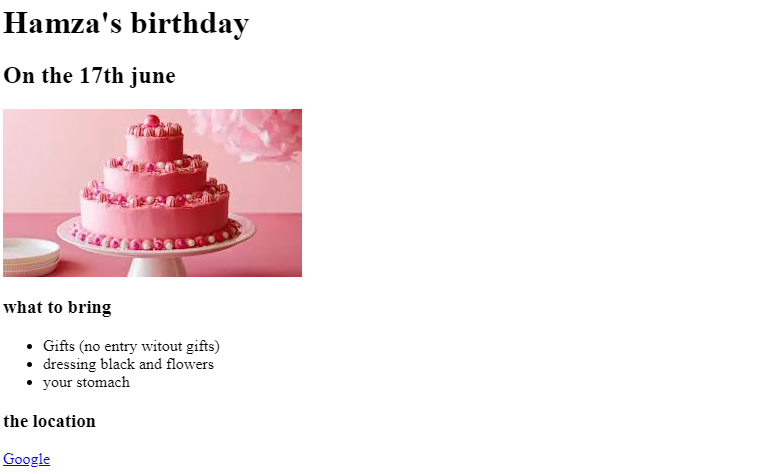 Hamza's birthday
On the 17th june
what to bring
Gifts (no entry witout gifts)
dressing black and flowers
your stomach
the location
Google